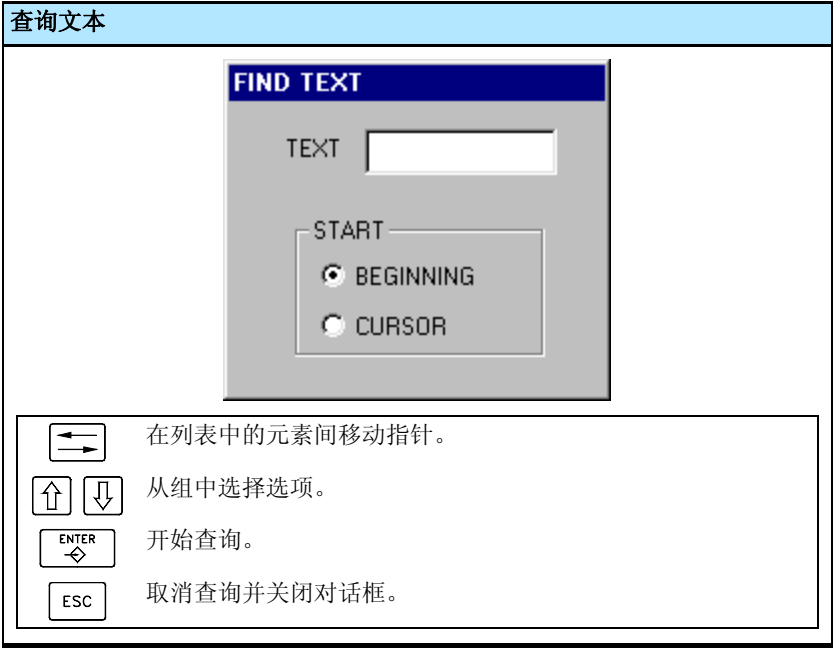 查询文本
FIND TEXT
TEXT
START
BEGINNING
CURSOR
在列表中的元素间移动指针。
从组中选择选项。
ENTER
开始查询。
ESC
取消查询并关闭对话框。